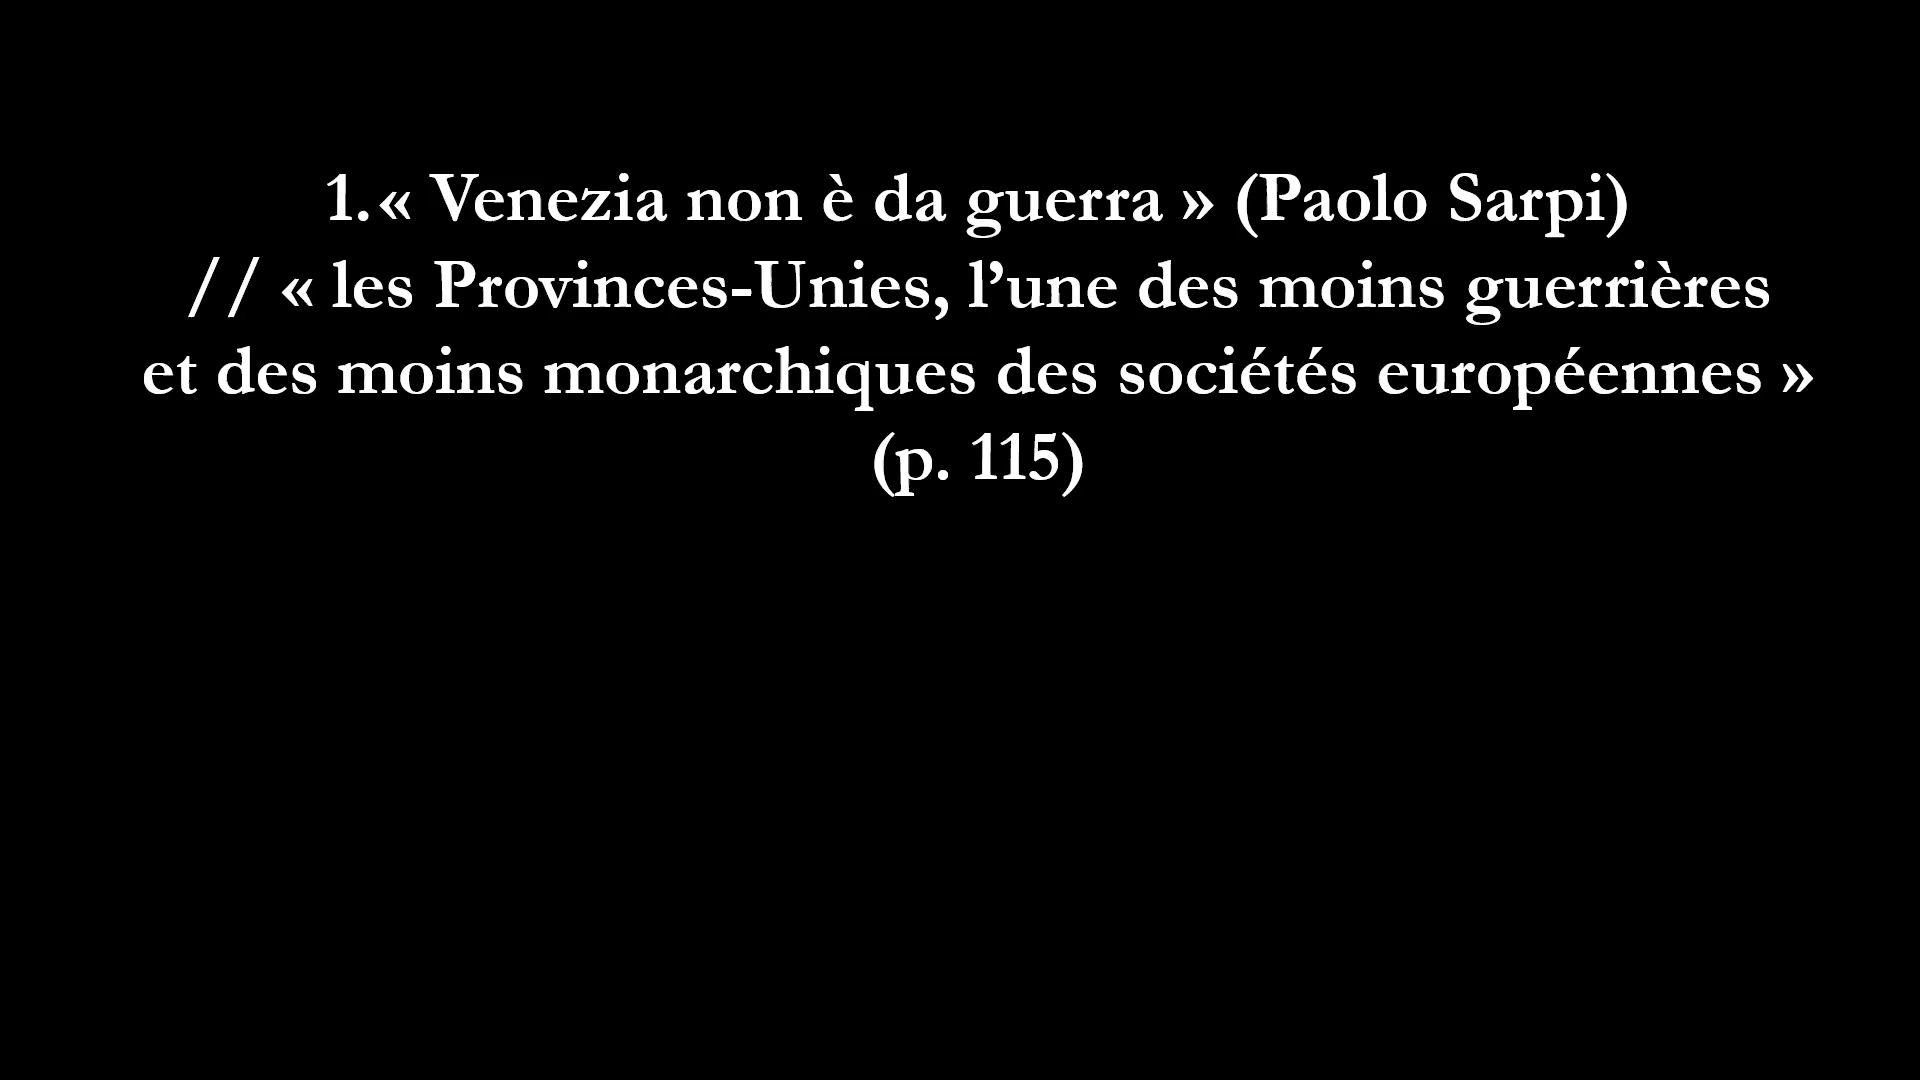 1.« Venezia non è da guerra » (Paolo Sarpi)
// « les Provinces-Unies, l’une des moins guerrières
et des moins monarchiques des sociétés européennes »
(p. 115)